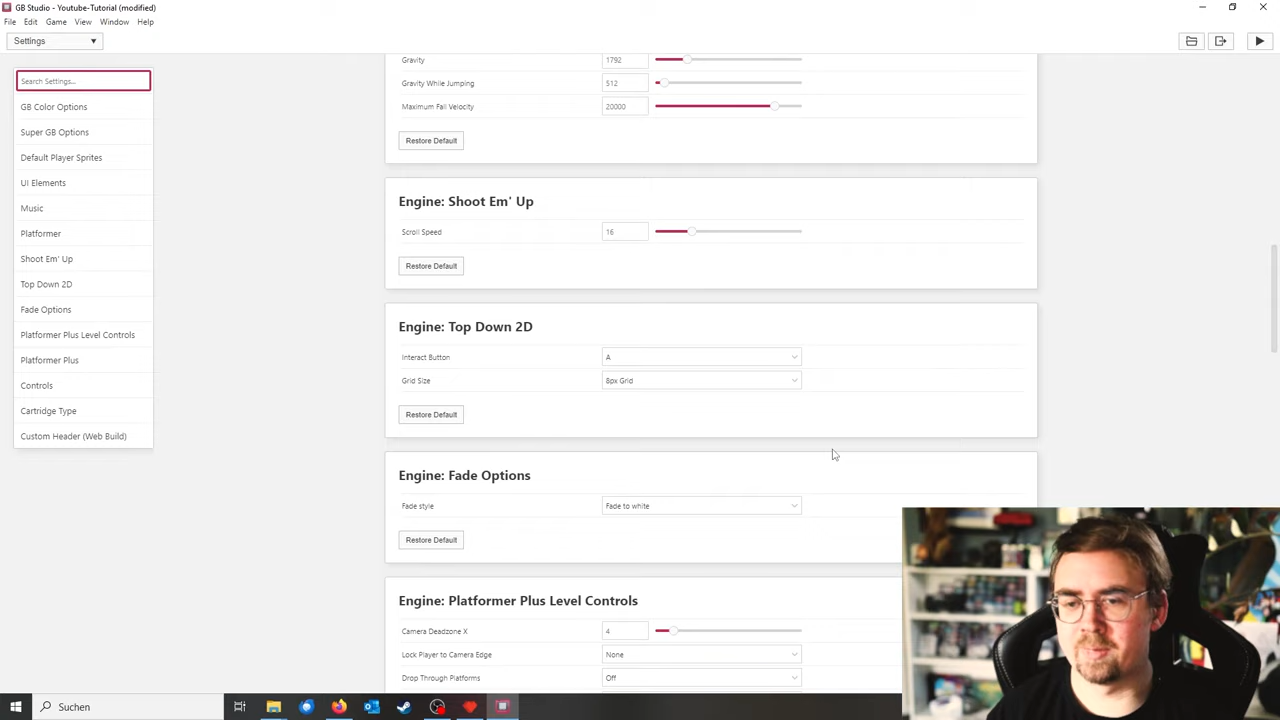 GB Studio - Youtube-Tutorial (modified)
File Edit Game View Window Help
Settings
Search Settings...
GB Color Options
Super GB Options
Default Player Sprites
UI Elements
Music
Platformer
Shoot Em' Up
Top Down 2D
Fade Options
Platformer Plus Level Controls
Platformer Plus
Controls
Cartridge Type
Custom Header (Web Build)
Gravity 1792
Gravity While Jumping 512
Maximum Fall Velocity 20000
Restore Default
Engine: Shoot Em' Up
Scroll Speed 16
Restore Default
Engine: Top Down 2D
Interact Button A
Grid Size 8px Grid
Restore Default
Engine: Fade Options
Fade style Fade to white
Restore Default
Engine: Platformer Plus Level Controls
Camera Deadzone X 4
Lock Player to Camera Edge None
Drop Through Platforms Off
Suchen